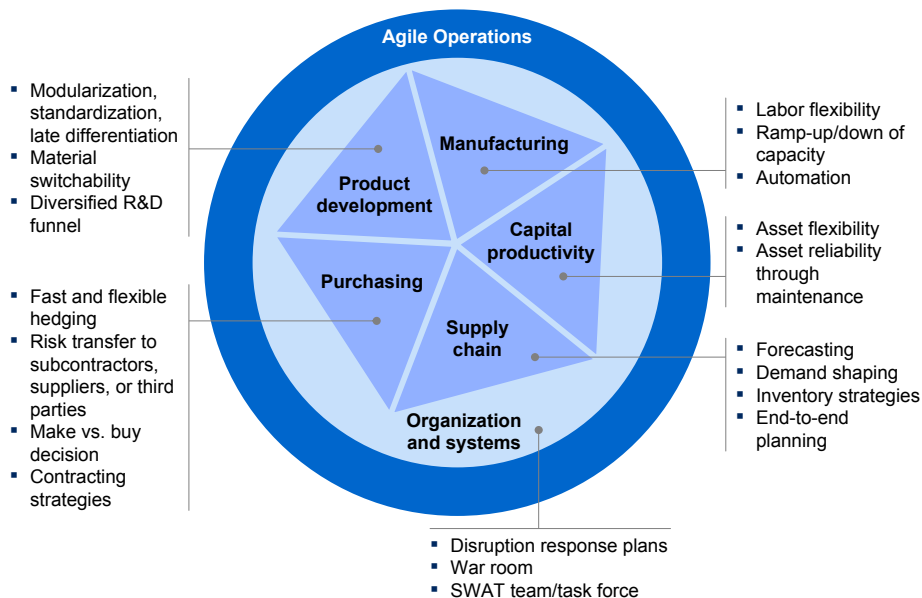 Agile Operations
▪ Modularization,
standardization,
late differentiation
▪ Material
switchability
▪ Diversified R&D
funnel
Manufacturing
▪ Labor flexibility
▪ Ramp-up/down of
capacity
▪ Automation
Product
development
Capital
productivity
▪ Asset flexibility
▪ Asset reliability
through
maintenance
Purchasing
▪ Fast and flexible
hedging
▪ Risk transfer to
subcontractors,
suppliers, or third
parties
▪ Make vs. buy
decision
▪ Contracting
strategies
Supply
chain
▪ Forecasting
▪ Demand shaping
▪ Inventory strategies
▪ End-to-end
planning
Organization
and systems
▪ Disruption response plans
▪ War room
▪ SWAT team/task force